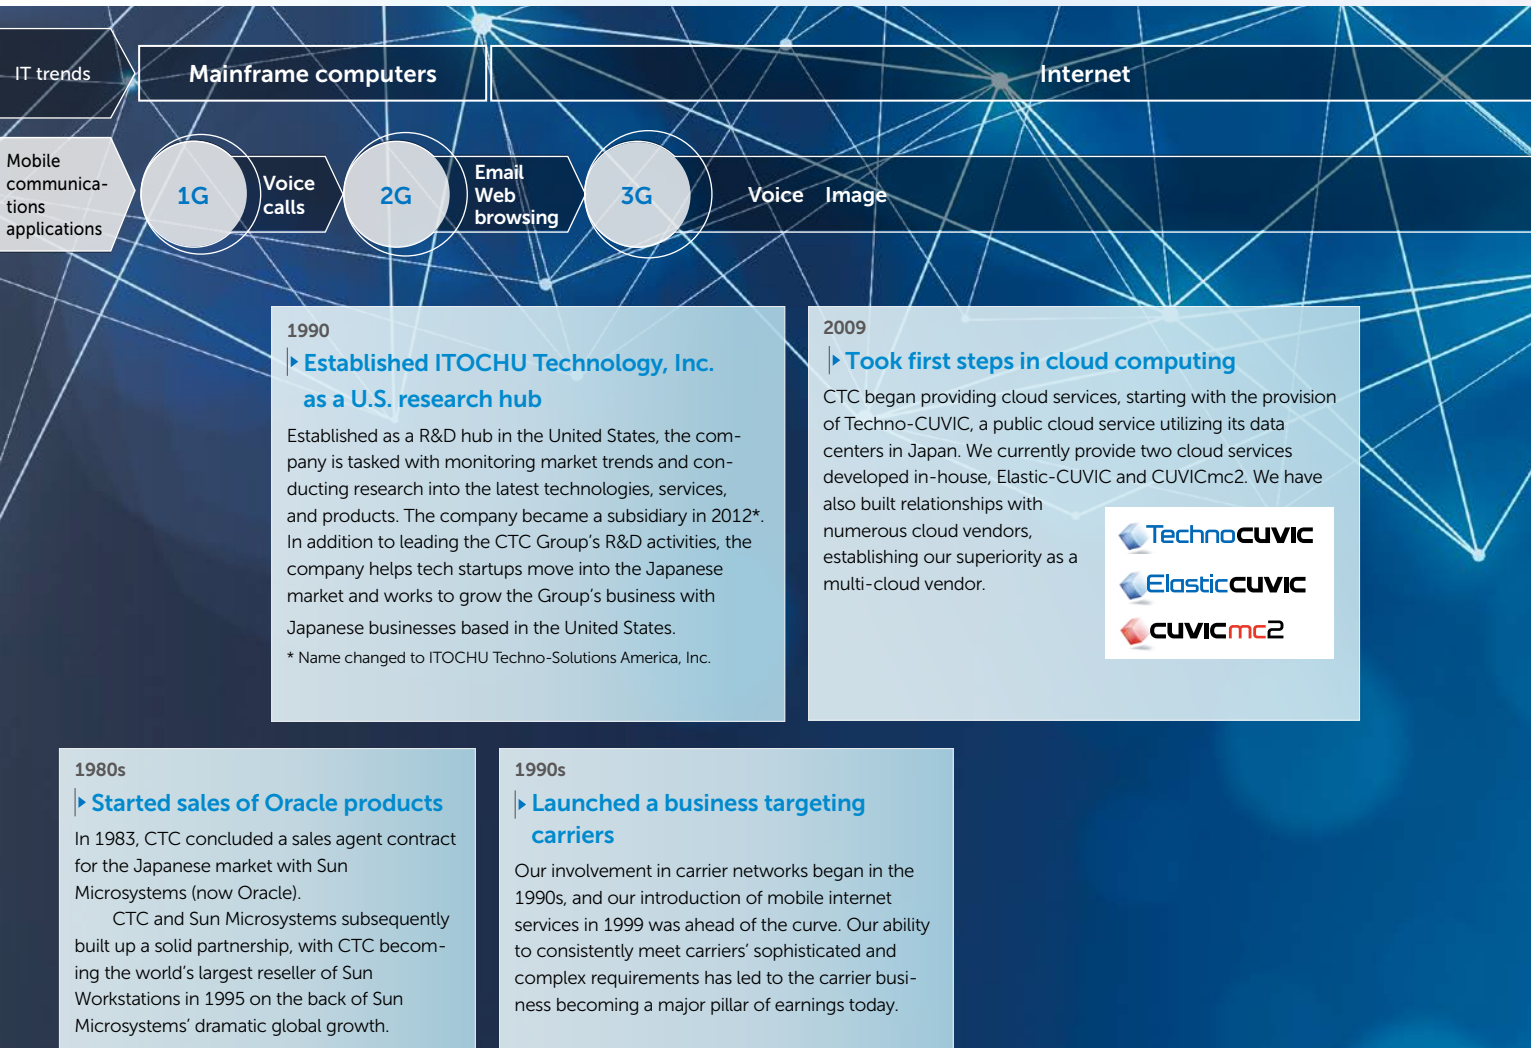 IT trends
Mainframe computers
Internet
Mobile
communica-
tions
applications
1G
Voice
calls
2G
Email
Web
browsing
3G
Voice Image
1990
Established ITOCHU Technology, Inc.
as a U.S. research hub
Established as a R&D hub in the United States, the com-
pany is tasked with monitoring market trends and con-
ducting research into the latest technologies, services,
and products. The company became a subsidiary in 2012*.
In addition to leading the CTC Group’s R&D activities, the
company helps tech startups move into the Japanese
market and works to grow the Group’s business with
Japanese businesses based in the United States.
* Name changed to ITOCHU Techno-Solutions America, Inc.
2009
Took first steps in cloud computing
CTC began providing cloud services, starting with the provision
of Techno-CUVIC, a public cloud service utilizing its data
centers in Japan. We currently provide two cloud services
developed in-house, Elastic-CUVIC and CUVICmc2. We have
also built relationships with
numerous cloud vendors,
establishing our superiority as a
multi-cloud vendor.
TechnoCUVIC
ElasticCUVIC
CUVICmc2
1980s
Started sales of Oracle products
In 1983, CTC concluded a sales agent contract
for the Japanese market with Sun
Microsystems (now Oracle).
CTC and Sun Microsystems subsequently
built up a solid partnership, with CTC becom-
ing the world’s largest reseller of Sun
Workstations in 1995 on the back of Sun
Microsystems’ dramatic global growth.
1990s
Launched a business targeting
carriers
Our involvement in carrier networks began in the
1990s, and our introduction of mobile internet
services in 1999 was ahead of the curve. Our ability
to consistently meet carriers’ sophisticated and
complex requirements has led to the carrier busi-
ness becoming a major pillar of earnings today.